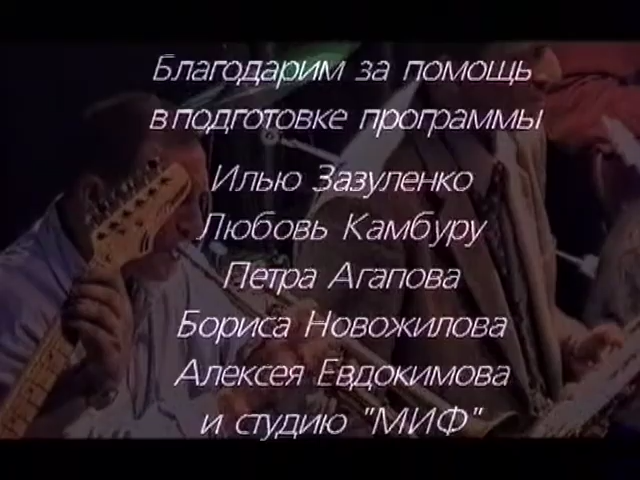 Благодарим за помощь
в подготовке программы
Илью Зазуленко
Любовь Камбуру
Петра Агапова
Бориса Новожилова
Алексея Евдокимова
и студию "МИФ"